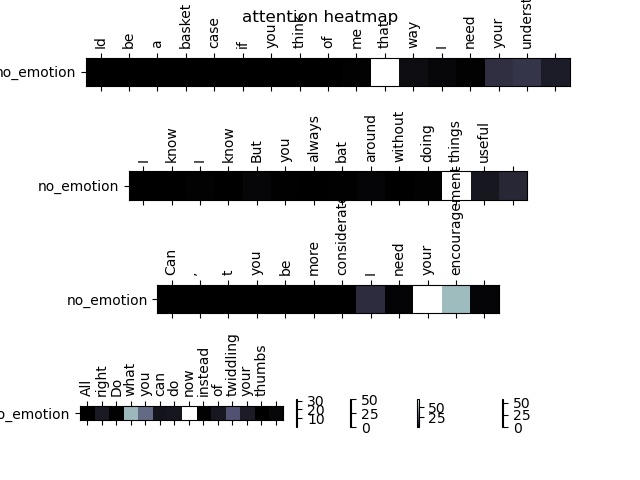 attention heatmap
Id be a basket case if you think of me that way I need your
no_emotion
I know I know But you always bat around without doing things useful
no_emotion
Can , t you be more considerate I need your encouragement
no_emotion
All right Do what you can do now instead of twiddling your thumbs
30 20 10
50 25 0
50 25
50 25 0